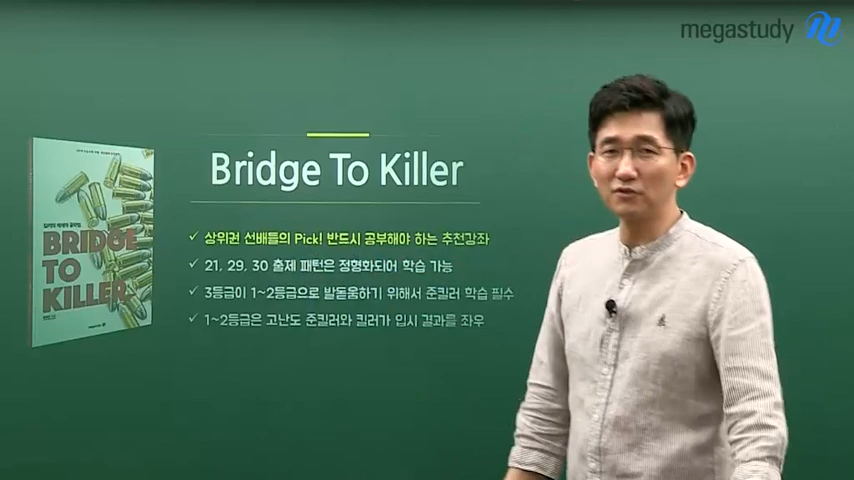 megastudy
Bridge To Killer
✓ 상위권 선배들의 Pick! 반드시 공부해야 하는 추천강좌
✓ 21, 29, 30 출제 패턴은 정형화되어 학습 가능
✓ 3등급이 1~2등급으로 발돋움하기 위해서 준킬러 학습 필수
✓ 1~2등급은 고난도 준킬러와 킬러가 입시 결과를 좌우
BRIDGE
TO
KILLER